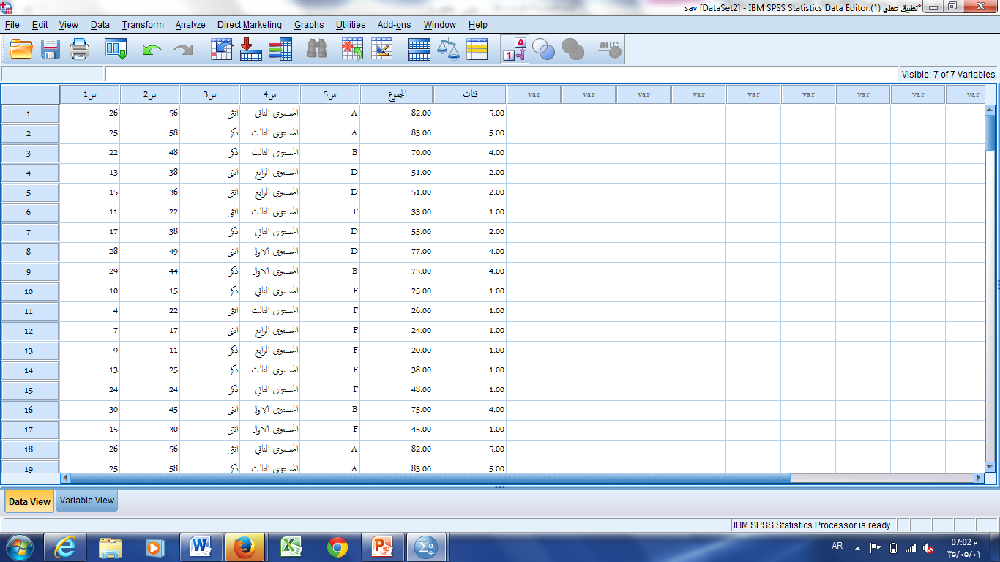 *تطبيق عملي (١).sav [DataSet2] - IBM SPSS Statistics Data Editor
File Edit View Data Transform Analyze Direct Marketing Graphs Utilities Add-ons Window Help
Visible: 7 of 7 Variables
س1 س2 س3 س4 س5 المجموع فئات var var var var var var var var var
1 26 56 انثى المستوى الثاني A 82.00 5.00
2 25 58 ذكر المستوى الثالث A 83.00 5.00
3 22 48 ذكر المستوى الثالث B 70.00 4.00
4 13 38 انثى المستوى الرابع D 51.00 2.00
5 15 36 انثى المستوى الرابع D 51.00 2.00
6 11 22 انثى المستوى الثالث F 33.00 1.00
7 17 38 ذكر المستوى الثاني D 55.00 2.00
8 28 49 انثى المستوى الاول D 77.00 4.00
9 29 44 ذكر المستوى الاول B 73.00 4.00
10 10 15 ذكر المستوى الثاني F 25.00 1.00
11 4 22 انثى المستوى الثالث F 26.00 1.00
12 7 17 انثى المستوى الرابع F 24.00 1.00
13 9 11 ذكر المستوى الرابع F 20.00 1.00
14 13 25 ذكر المستوى الثالث F 38.00 1.00
15 24 24 ذكر المستوى الثاني F 48.00 1.00
16 30 45 انثى المستوى الاول B 75.00 4.00
17 15 30 انثى المستوى الاول F 45.00 1.00
18 26 56 انثى المستوى الثاني A 82.00 5.00
19 25 58 ذكر المستوى الثالث A 83.00 5.00
Data View Variable View
IBM SPSS Statistics Processor is ready
AR 07:02 م
٣٥/٠٥/٠١